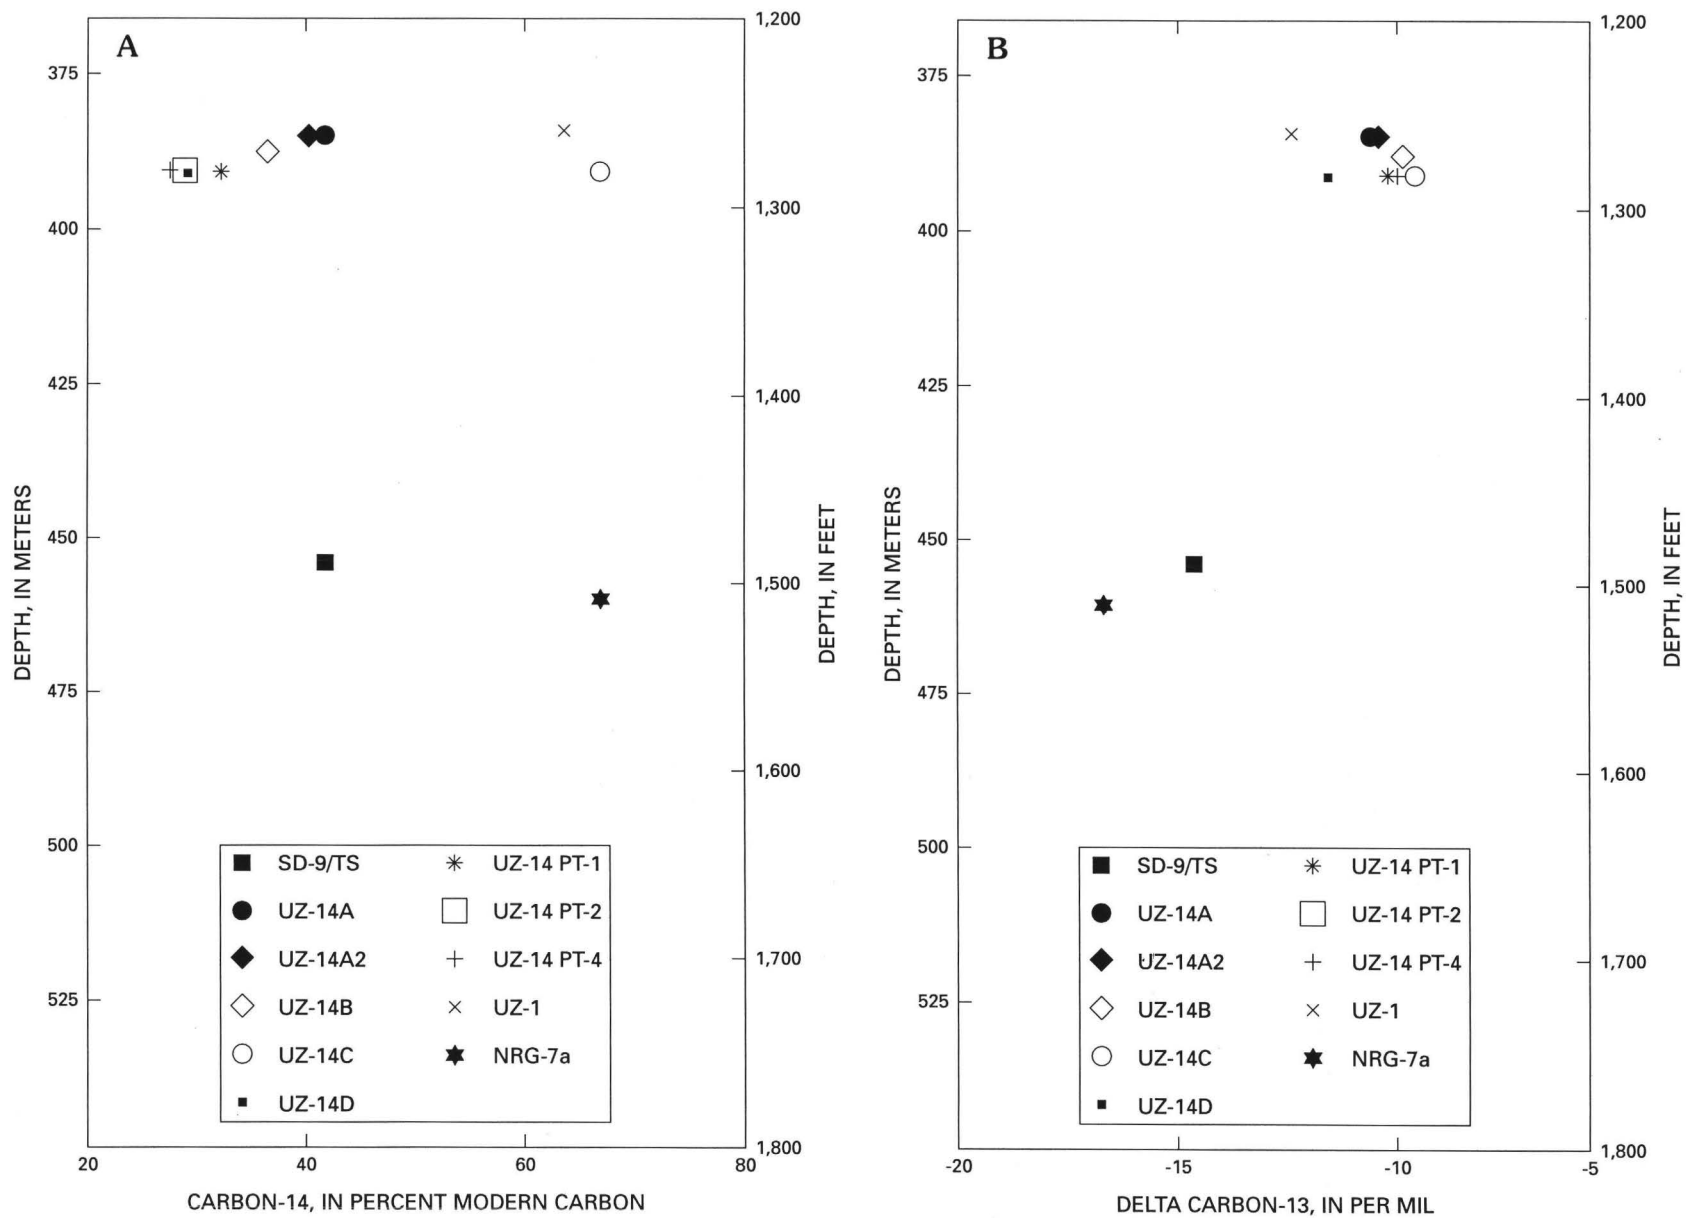 A
1,200
375
1,300
400
425
1,400
450
1,500
475
1,600
500
1,700
525
1,800
DEPTH, IN METERS
DEPTH, IN FEET
SD-9/TS
UZ-14A
UZ-14A2
UZ-14B
UZ-14C
UZ-14D
UZ-14 PT-1
UZ-14 PT-2
UZ-14 PT-4
UZ-1
NRG-7a
20 40 60 80
CARBON-14, IN PERCENT MODERN CARBON
B
1,200
375
1,300
400
425
1,400
450
1,500
475
1,600
500
1,700
525
1,800
DEPTH, IN METERS
DEPTH, IN FEET
SD-9/TS
UZ-14A
UZ-14A2
UZ-14B
UZ-14C
UZ-14D
UZ-14 PT-1
UZ-14 PT-2
UZ-14 PT-4
UZ-1
NRG-7a
-20 -15 -10 -5
DELTA CARBON-13, IN PER MIL